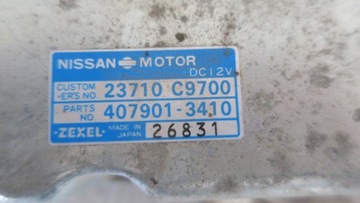 NISSAN MOTOR
DC12V
CUSTOM
-ER'S NO 23710 C9700
PARTS
NO 407901-3410
-ZEXEL- MADE IN
JAPAN 26831